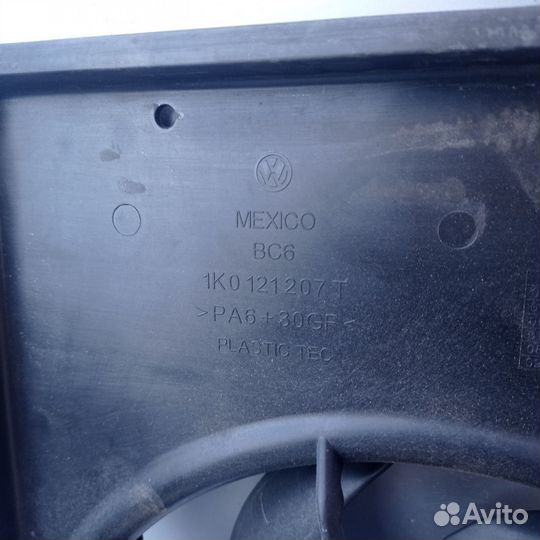 MEXICO
BC6
1K0 121 207 T
>PA6+30GF<
PLASTIC TEC
Avito